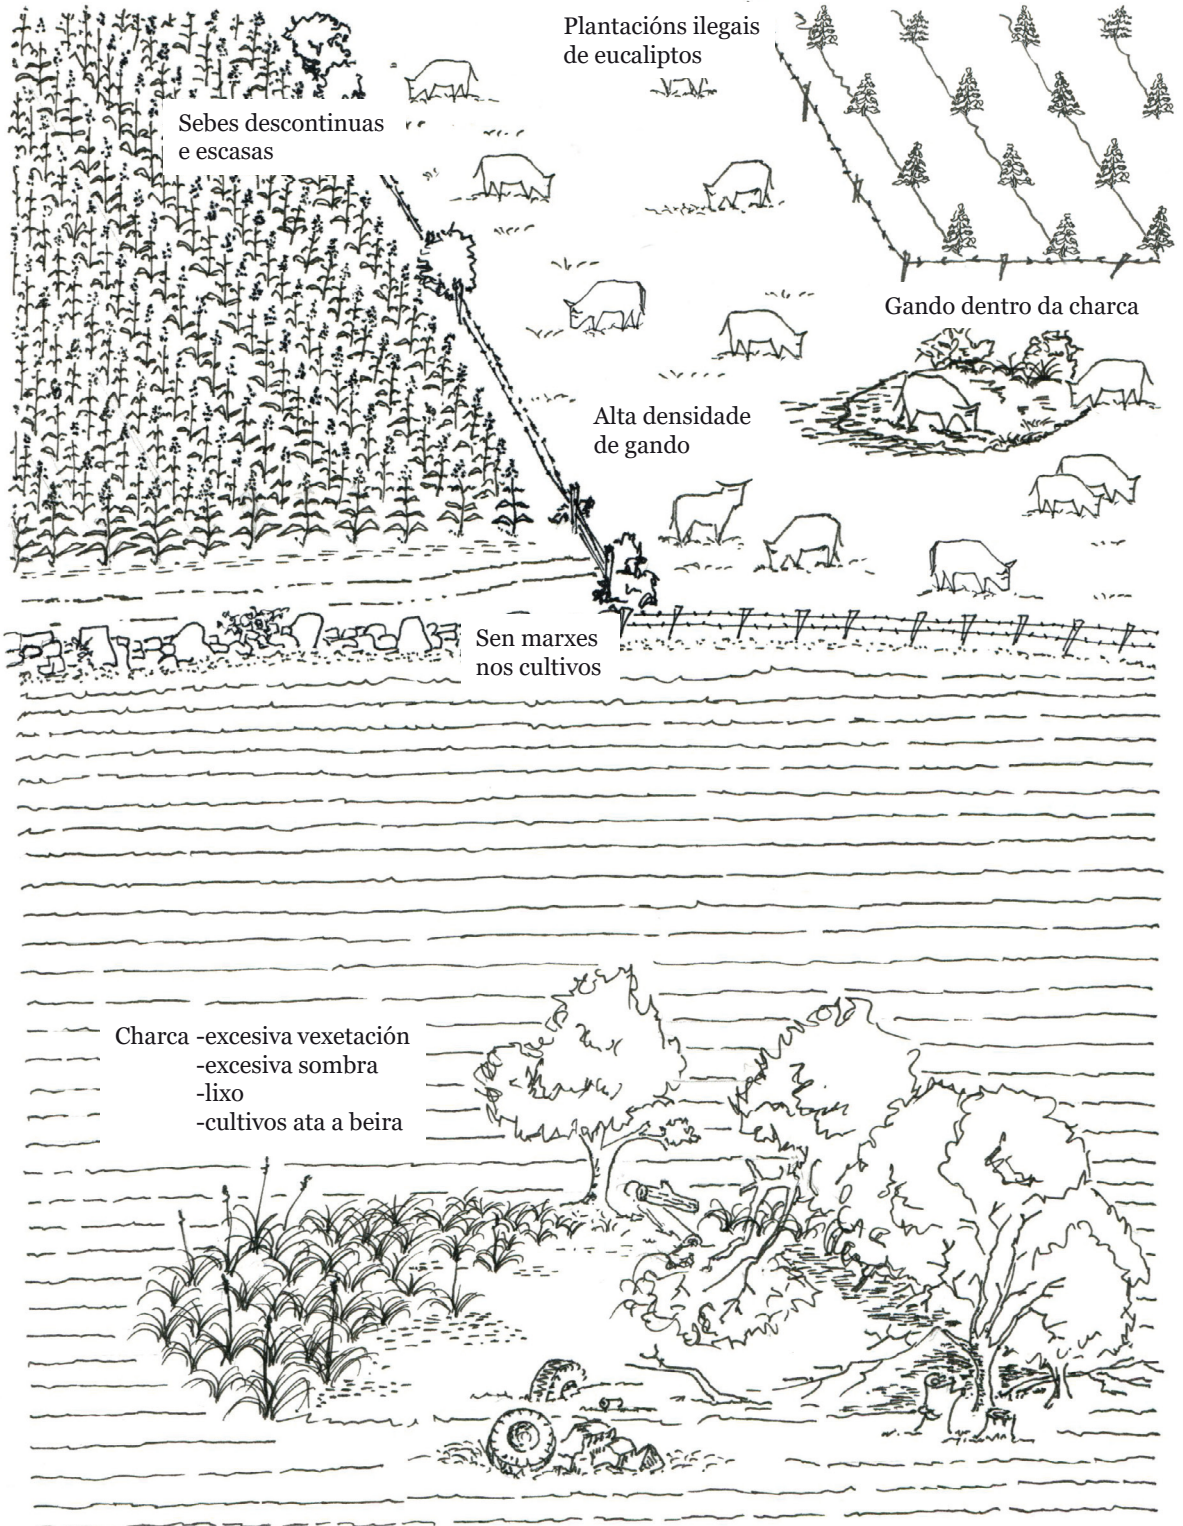 Plantacións ilegais
de eucaliptos
Sebes descontinuas
e escasas
Gando dentro da charca
Alta densidade
de gando
Sen marxes
nos cultivos
Charca -excesiva vexetación
-excesiva sombra
-lixo
-cultivos ata a beira